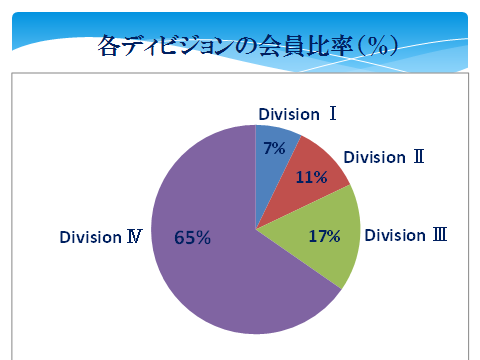 各ディビジョンの会員比率(%)
Division Ⅰ
7%
Division Ⅱ
11%
Division Ⅲ
17%
Division Ⅳ
65%